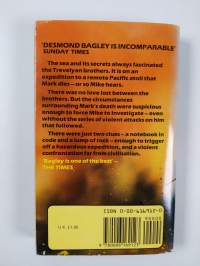 'DESMOND BAGLEY IS INCOMPARABLE'
SUNDAY TIMES
The sea and its secrets always fascinated
the Trevelyan brothers. It is on an
expedition to a remote Pacific atoll that
Mark dies – or so Mike hears.
There was no love lost between the
brothers. But the circumstances
surrounding Mark's death were suspicious
enough to force Mike to investigate – even
without the series of violent attacks on him
that followed.
There were just two clues – a notebook in
code and a lump of rock – enough to trigger
off a hazardous expedition, and a violent
confrontation far from civilisation.
'Bagley is one of the best' –
THE TIMES
U K £1.95